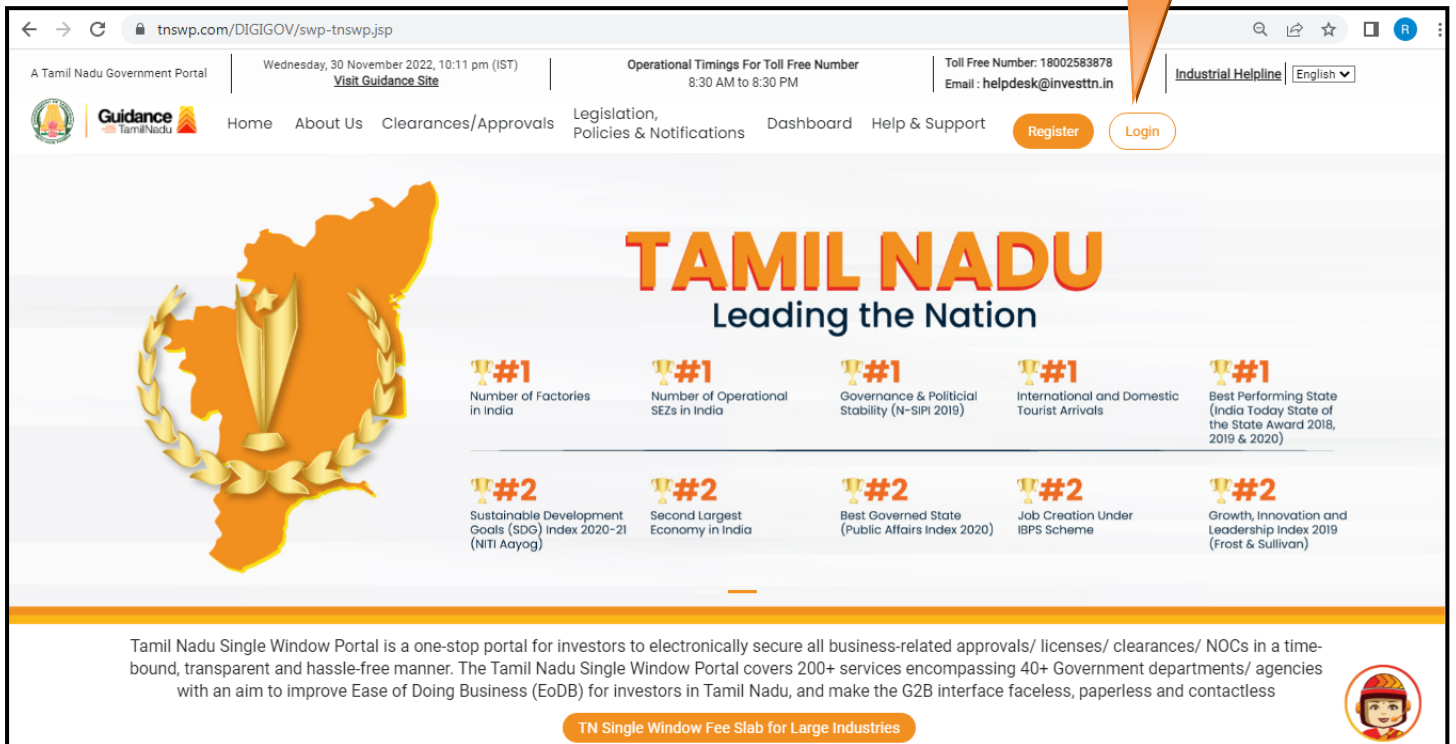 tnswp.com/DIGIGOV/swp-tnswp.jsp
R
A Tamil Nadu Government Portal
Wednesday, 30 November 2022, 10:11 pm (IST)
Visit Guidance Site
Operational Timings For Toll Free Number
8:30 AM to 8:30 PM
Toll Free Number: 18002583878
Email : helpdesk@investtn.in
Industrial Helpline
English
Guidance
TamilNadu
Home
About Us
Clearances/Approvals
Legislation,
Policies & Notifications
Dashboard
Help & Support
Register
Login
TAMIL NADU
Leading the Nation
#1
Number of Factories
in India
#1
Number of Operational
SEZs in India
#1
Governance & Politicial
Stability (N-SIPI 2019)
#1
International and Domestic
Tourist Arrivals
#1
Best Performing State
(India Today State of
the State Award 2018,
2019 & 2020)
#2
Sustainable Development
Goals (SDG) Index 2020-21
(NITI Aayog)
#2
Second Largest
Economy in India
#2
Best Governed State
(Public Affairs Index 2020)
#2
Job Creation Under
IBPS Scheme
#2
Growth, Innovation and
Leadership Index 2019
(Frost & Sullivan)
Tamil Nadu Single Window Portal is a one-stop portal for investors to electronically secure all business-related approvals/ licenses/ clearances/ NOCs in a time-
bound, transparent and hassle-free manner. The Tamil Nadu Single Window Portal covers 200+ services encompassing 40+ Government departments/ agencies
with an aim to improve Ease of Doing Business (EoDB) for investors in Tamil Nadu, and make the G2B interface faceless, paperless and contactless
TN Single Window Fee Slab for Large Industries